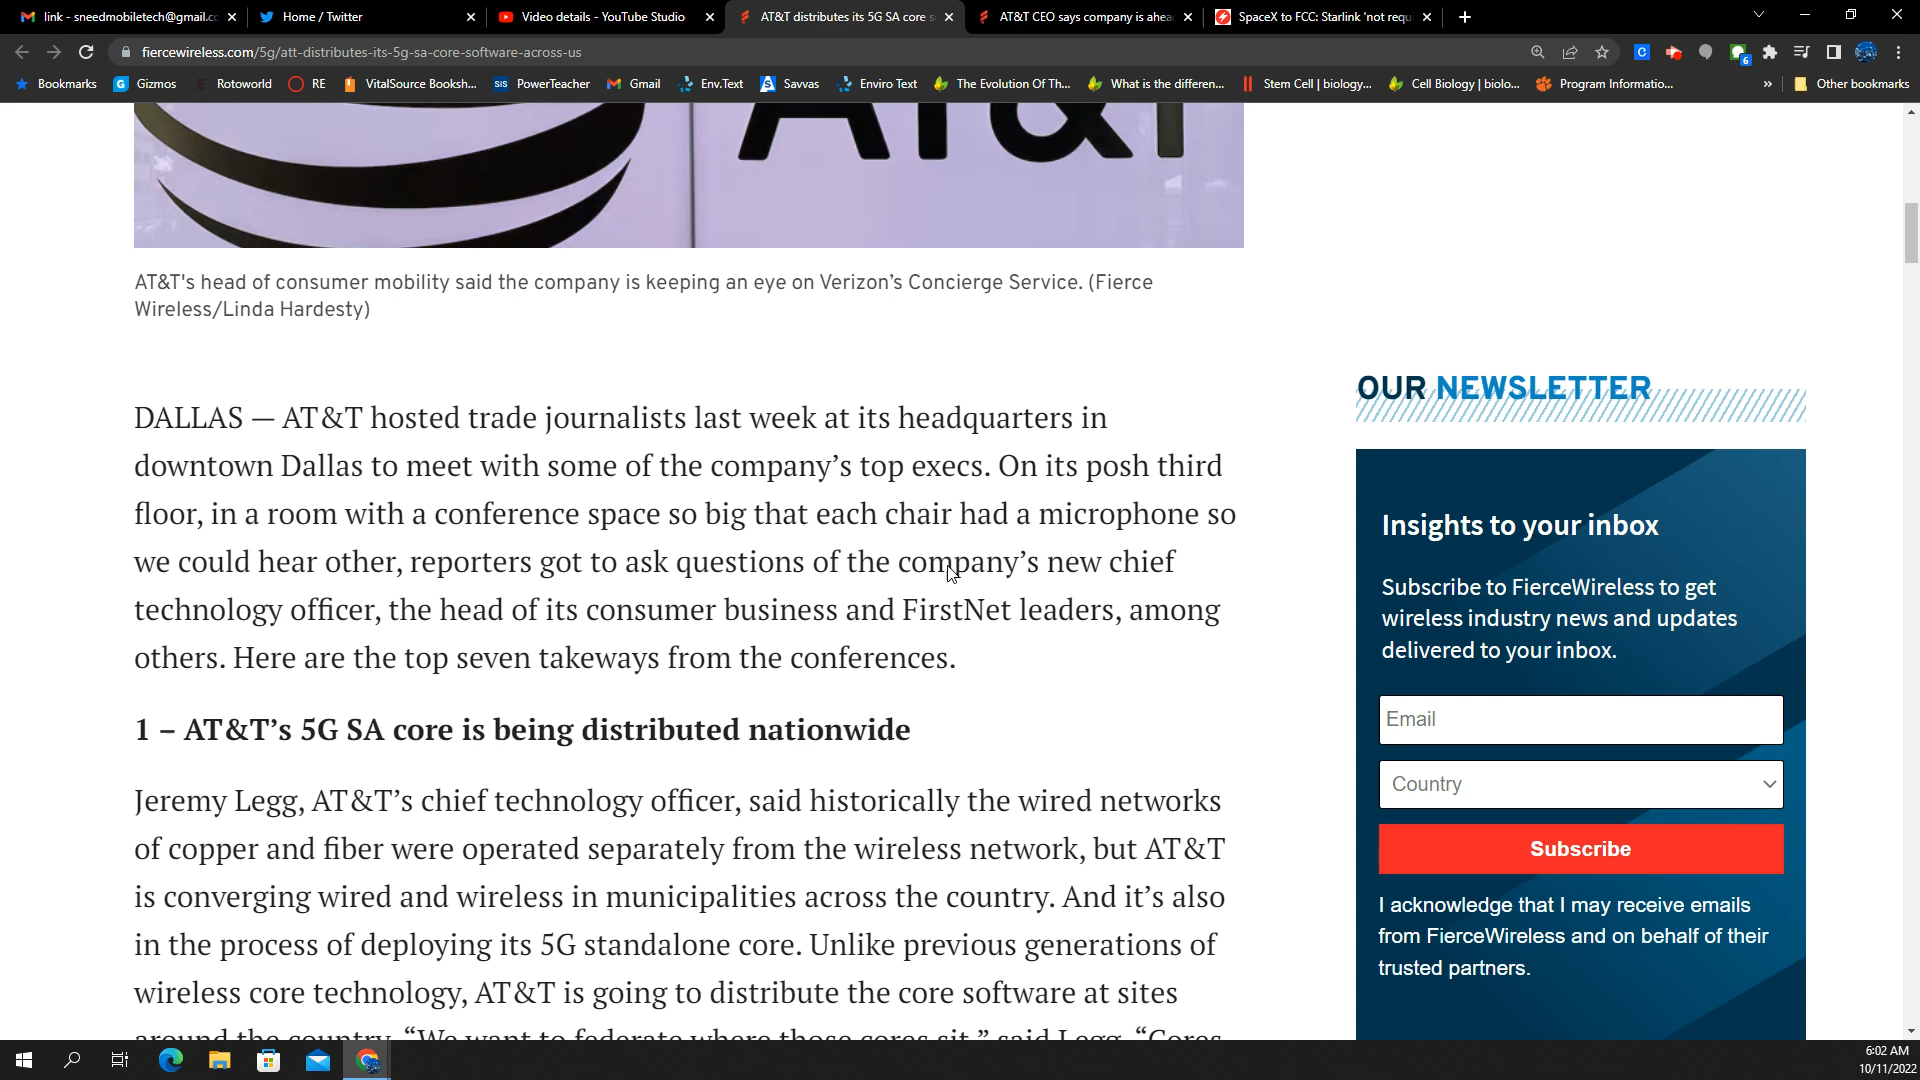 link - sneedmobiletech@gmail.cc
Home / Twitter
Video details - YouTube Studio
AT&T distributes its 5G SA core s
AT&T CEO says company is ahea
SpaceX to FCC: Starlink 'not requ
fiercewireless.com/5g/att-distributes-its-5g-sa-core-software-across-us
6
Bookmarks
Gizmos
Rotoworld
RE
VitalSource Booksh...
SIS PowerTeacher
Gmail
Env.Text
Savvas
Enviro Text
The Evolution Of Th...
What is the differen...
Stem Cell | biology...
Cell Biology | biolo...
Program Informatio...
»
Other bookmarks
AT&T
AT&T's head of consumer mobility said the company is keeping an eye on Verizon’s Concierge Service. (Fierce
Wireless/Linda Hardesty)
DALLAS — AT&T hosted trade journalists last week at its headquarters in
downtown Dallas to meet with some of the company’s top execs. On its posh third
floor, in a room with a conference space so big that each chair had a microphone so
we could hear other, reporters got to ask questions of the company’s new chief
technology officer, the head of its consumer business and FirstNet leaders, among
others. Here are the top seven takeways from the conferences.
1 – AT&T’s 5G SA core is being distributed nationwide
Jeremy Legg, AT&T’s chief technology officer, said historically the wired networks
of copper and fiber were operated separately from the wireless network, but AT&T
is converging wired and wireless in municipalities across the country. And it’s also
in the process of deploying its 5G standalone core. Unlike previous generations of
wireless core technology, AT&T is going to distribute the core software at sites
around the country. “We want to federate where those cores sit,” said Legg. “Cores
OUR NEWSLETTER
Insights to your inbox
Subscribe to FierceWireless to get
wireless industry news and updates
delivered to your inbox.
Email
Country
Subscribe
I acknowledge that I may receive emails
from FierceWireless and on behalf of their
trusted partners.
6:02 AM
10/11/2022